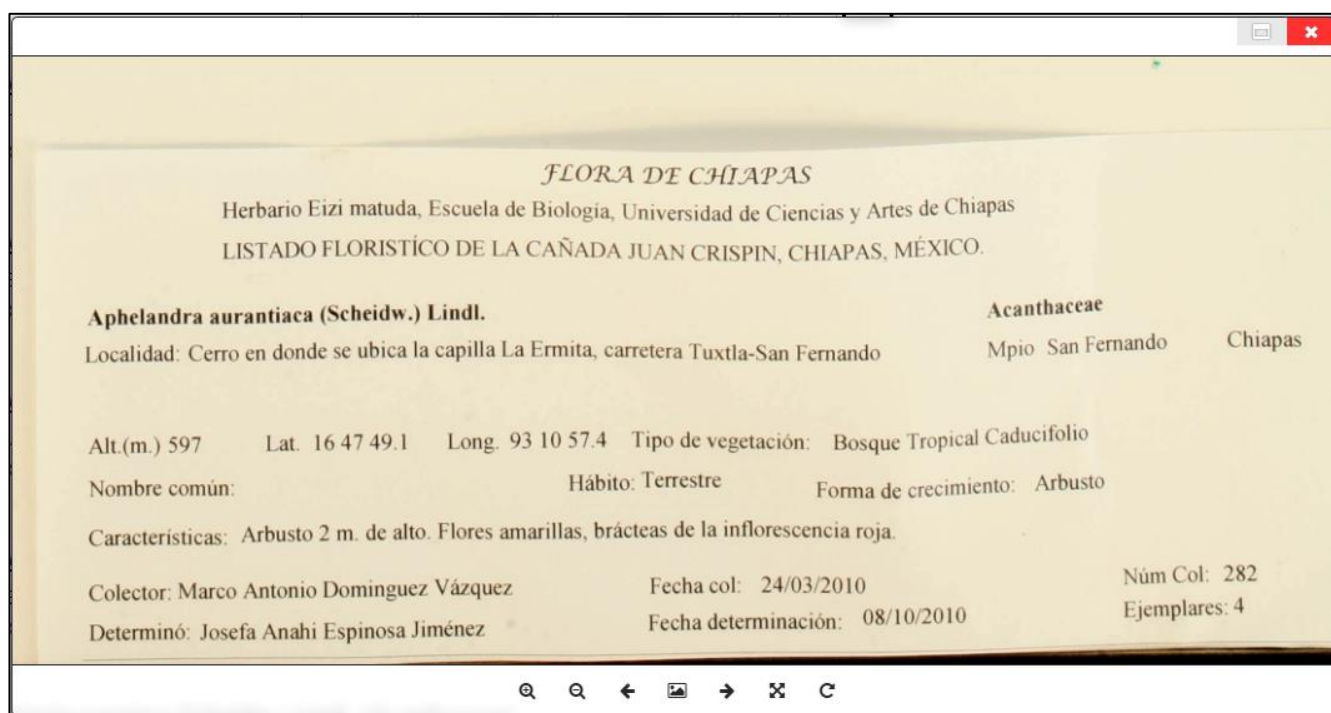 FLORA DE CHIAPAS
Herbario Eizi matuda, Escuela de Biología, Universidad de Ciencias y Artes de Chiapas
LISTADO FLORISTÍCO DE LA CAÑADA JUAN CRISPIN, CHIAPAS, MÉXICO.
Aphelandra aurantiaca (Scheidw.) Lindl. Acanthaceae
Localidad: Cerro en donde se ubica la capilla La Ermita, carretera Tuxtla-San Fernando Mpio San Fernando Chiapas
Alt.(m.) 597 Lat. 16 47 49.1 Long. 93 10 57.4 Tipo de vegetación: Bosque Tropical Caducifolio
Nombre común: Hábito: Terrestre Forma de crecimiento: Arbusto
Características: Arbusto 2 m. de alto. Flores amarillas, brácteas de la inflorescencia roja.
Colector: Marco Antonio Dominguez Vázquez Fecha col: 24/03/2010 Núm Col: 282
Determinó: Josefa Anahi Espinosa Jiménez Fecha determinación: 08/10/2010 Ejemplares: 4